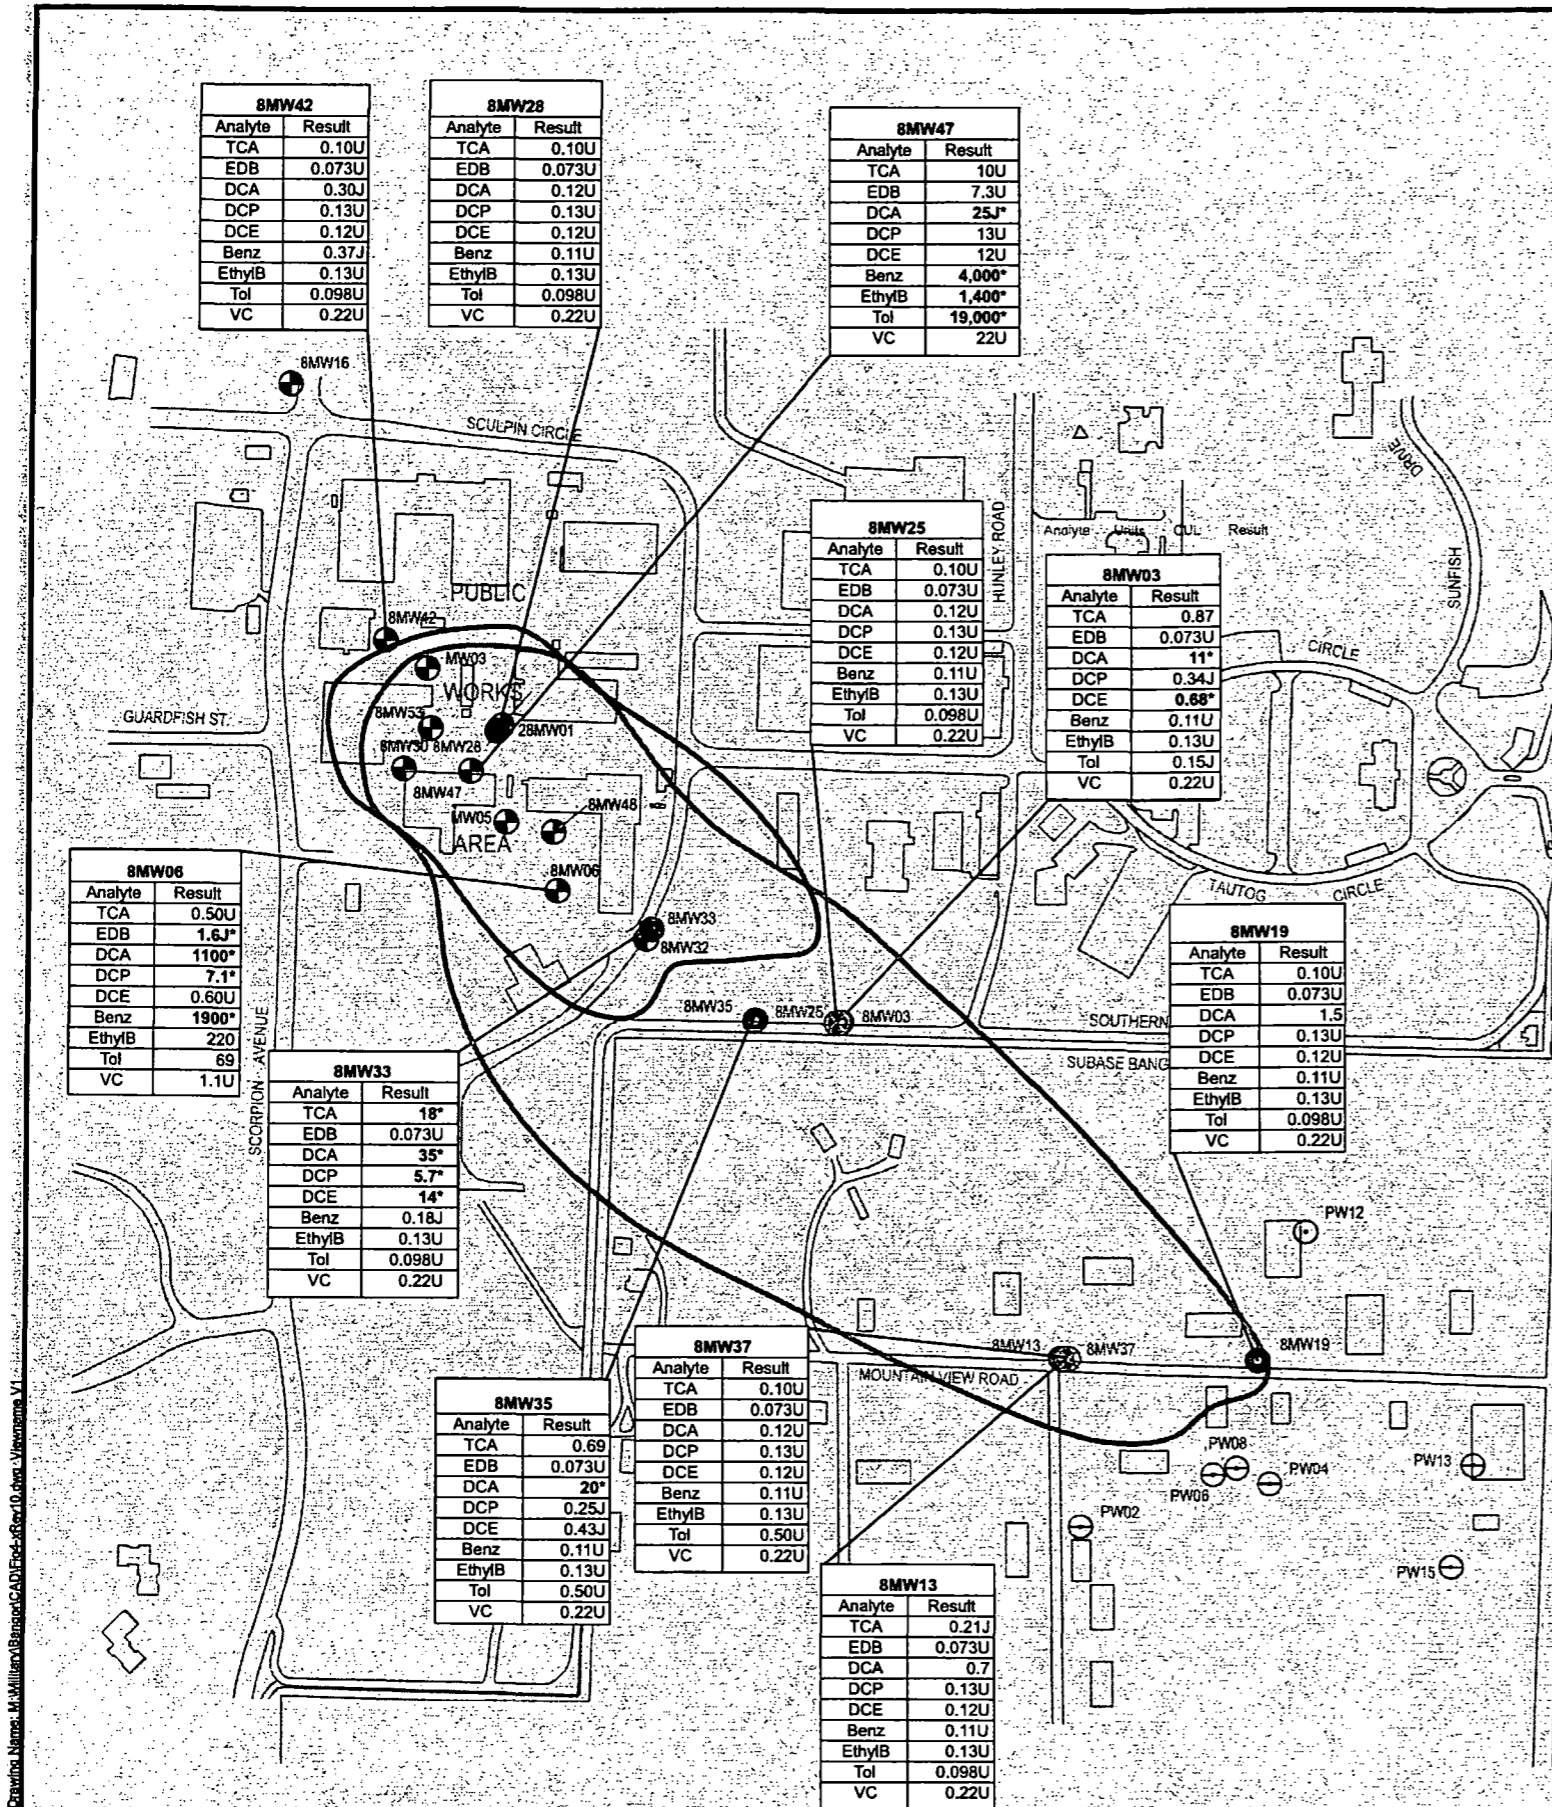 8MW42
Analyte Result
TCA 0.10U
EDB 0.073U
DCA 0.30J
DCP 0.13U
DCE 0.12U
Benz 0.37J
EthylB 0.13U
Tol 0.098U
VC 0.22U
8MW28
Analyte Result
TCA 0.10U
EDB 0.073U
DCA 0.12U
DCP 0.13U
DCE 0.12U
Benz 0.11U
EthylB 0.13U
Tol 0.098U
VC 0.22U
8MW47
Analyte Result
TCA 10U
EDB 7.3U
DCA 25J*
DCP 13U
DCE 12U
Benz 4,000*
EthylB 1,400*
Tol 19,000*
VC 22U
8MW16
SCULPIN CIRCLE
DRIVE
SUNFISH
HUNLEY ROAD
8MW25
Analyte Result
TCA 0.10U
EDB 0.073U
DCA 0.12U
DCP 0.13U
DCE 0.12U
Benz 0.11U
EthylB 0.13U
Tol 0.098U
VC 0.22U
Analyte Units CUL Result
8MW03
Analyte Result
TCA 0.87
EDB 0.073U
DCA 11*
DCP 0.34J
DCE 0.68*
Benz 0.11U
EthylB 0.13U
Tol 0.15J
VC 0.22U
PUBLIC
8MW42
MW03
WORKS
CIRCLE
GUARDFISH ST.
8MW53
28MW01
8MW30 8MW28
8MW47
8MW48
MW05
AREA
8MW06
TAUTOG CIRCLE
8MW06
Analyte Result
TCA 0.50U
EDB 1.6J*
DCA 1100*
DCP 7.1*
DCE 0.60U
Benz 1900*
EthylB 220
Tol 69
VC 1.1U
8MW33
8MW32
8MW35
8MW25
8MW03
SOUTHERN
SUBASE BANG
8MW19
Analyte Result
TCA 0.10U
EDB 0.073U
DCA 1.5
DCP 0.13U
DCE 0.12U
Benz 0.11U
EthylB 0.13U
Tol 0.098U
VC 0.22U
SCORPION AVENUE
8MW33
Analyte Result
TCA 18*
EDB 0.073U
DCA 35*
DCP 5.7*
DCE 14*
Benz 0.18J
EthylB 0.13U
Tol 0.098U
VC 0.22U
PW12
8MW13
8MW37
8MW19
MOUNTAIN VIEW ROAD
8MW37
Analyte Result
TCA 0.10U
EDB 0.073U
DCA 0.12U
DCP 0.13U
DCE 0.12U
Benz 0.11U
EthylB 0.13U
Tol 0.50U
VC 0.22U
8MW35
Analyte Result
TCA 0.69
EDB 0.073U
DCA 20*
DCP 0.25J
DCE 0.43J
Benz 0.11U
EthylB 0.13U
Tol 0.50U
VC 0.22U
PW08
PW06
PW04
PW13
PW02
PW15
8MW13
Analyte Result
TCA 0.21J
EDB 0.073U
DCA 0.7
DCP 0.13U
DCE 0.12U
Benz 0.11U
EthylB 0.13U
Tol 0.098U
VC 0.22U
Drawing Name: